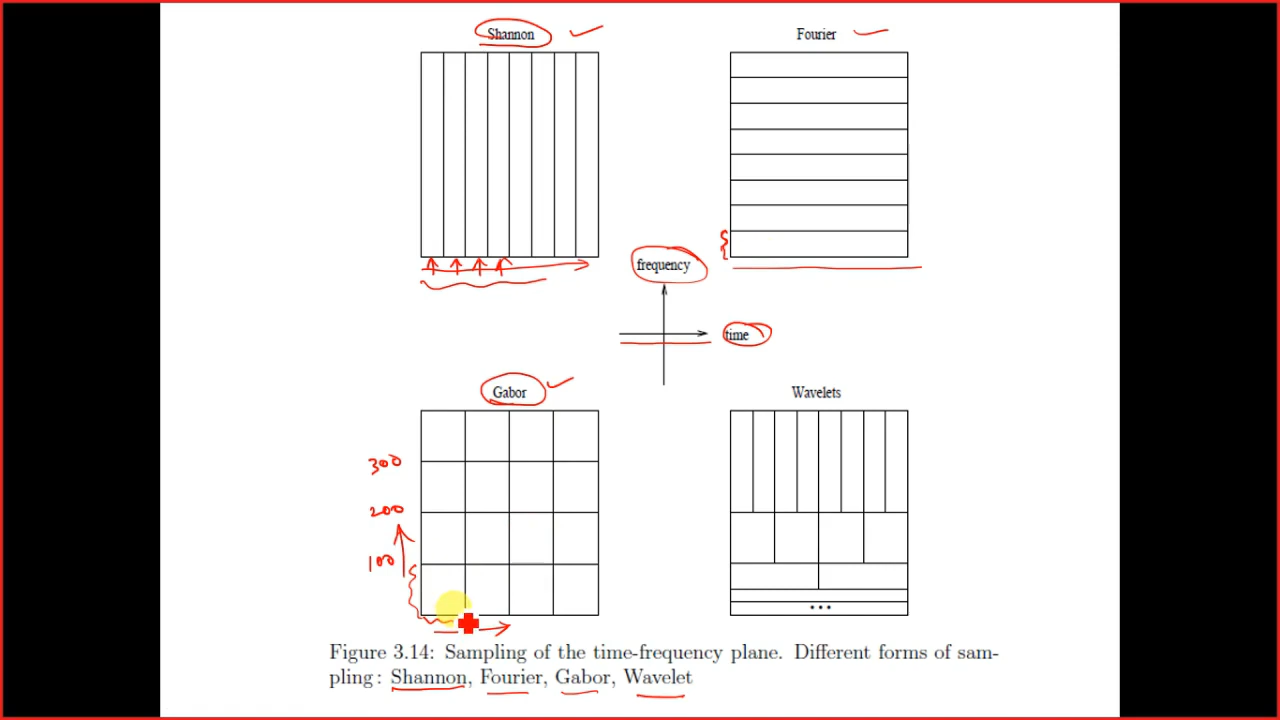 Shannon
Fourier
frequency
time
Gabor
Wavelets
300
200
100
Figure 3.14: Sampling of the time-frequency plane. Different forms of sam-
pling: Shannon, Fourier, Gabor, Wavelet